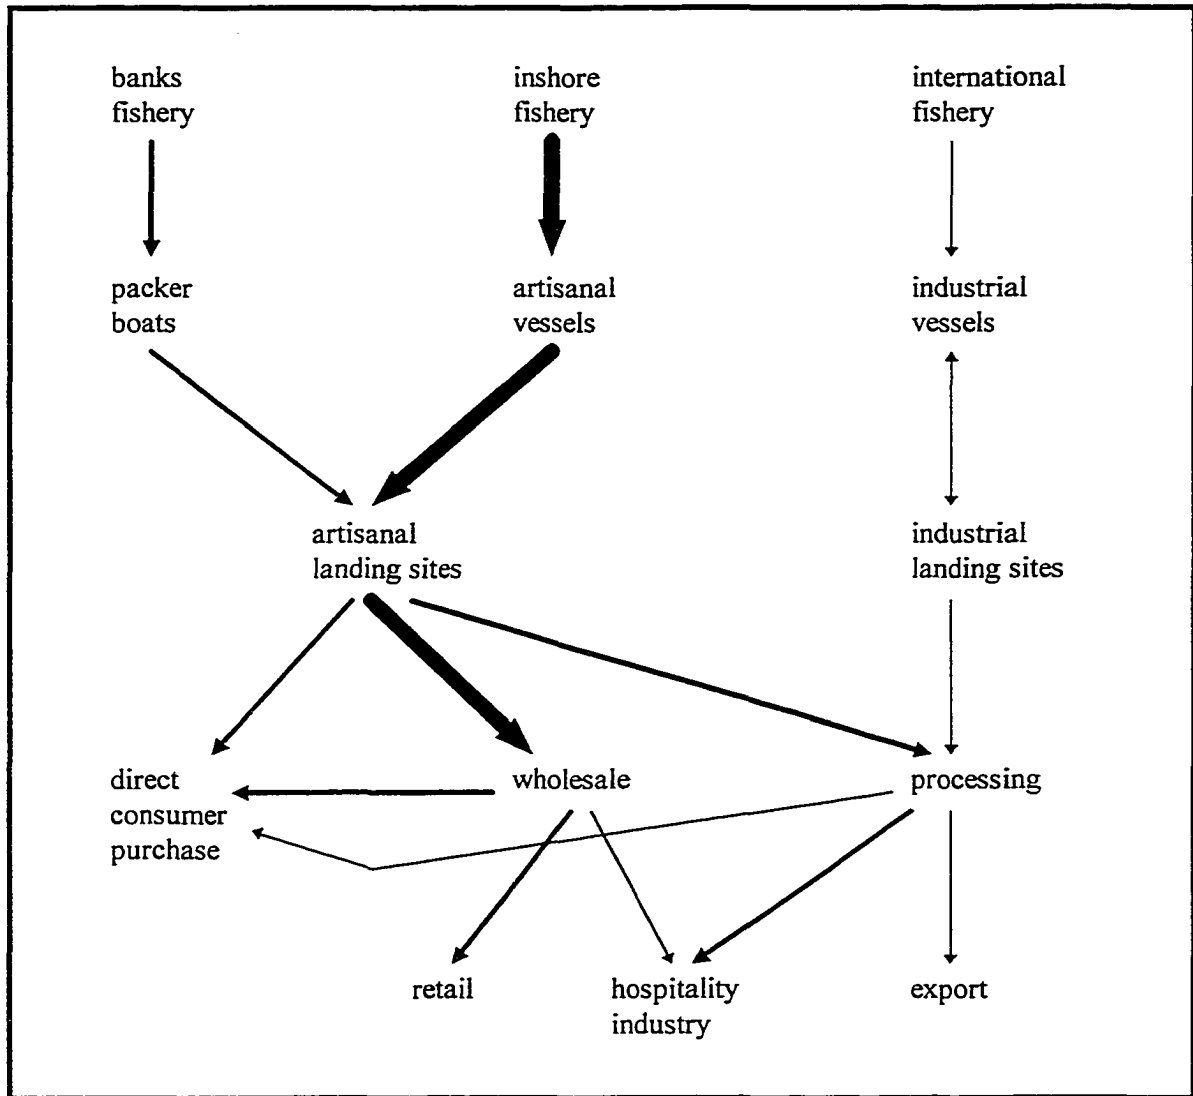 banks
fishery
inshore
fishery
international
fishery
packer
boats
artisanal
vessels
industrial
vessels
artisanal
landing sites
industrial
landing sites
direct
consumer
purchase
wholesale
processing
retail
hospitality
industry
export